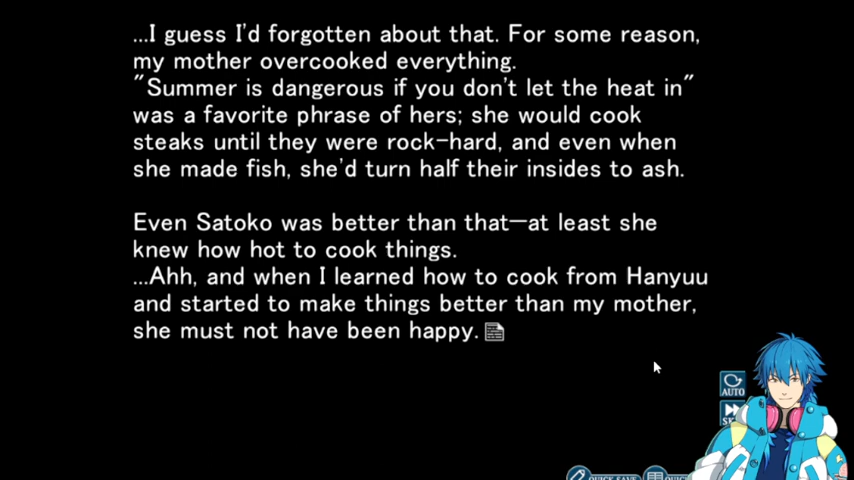 ...I guess I'd forgotten about that. For some reason,
my mother overcooked everything.
"Summer is dangerous if you don't let the heat in"
was a favorite phrase of hers; she would cook
steaks until they were rock-hard, and even when
she made fish, she'd turn half their insides to ash.
Even Satoko was better than that—at least she
knew how hot to cook things.
...Ahh, and when I learned how to cook from Hanyuu
and started to make things better than my mother,
she must not have been happy.
AUTO
QUICK SAVE